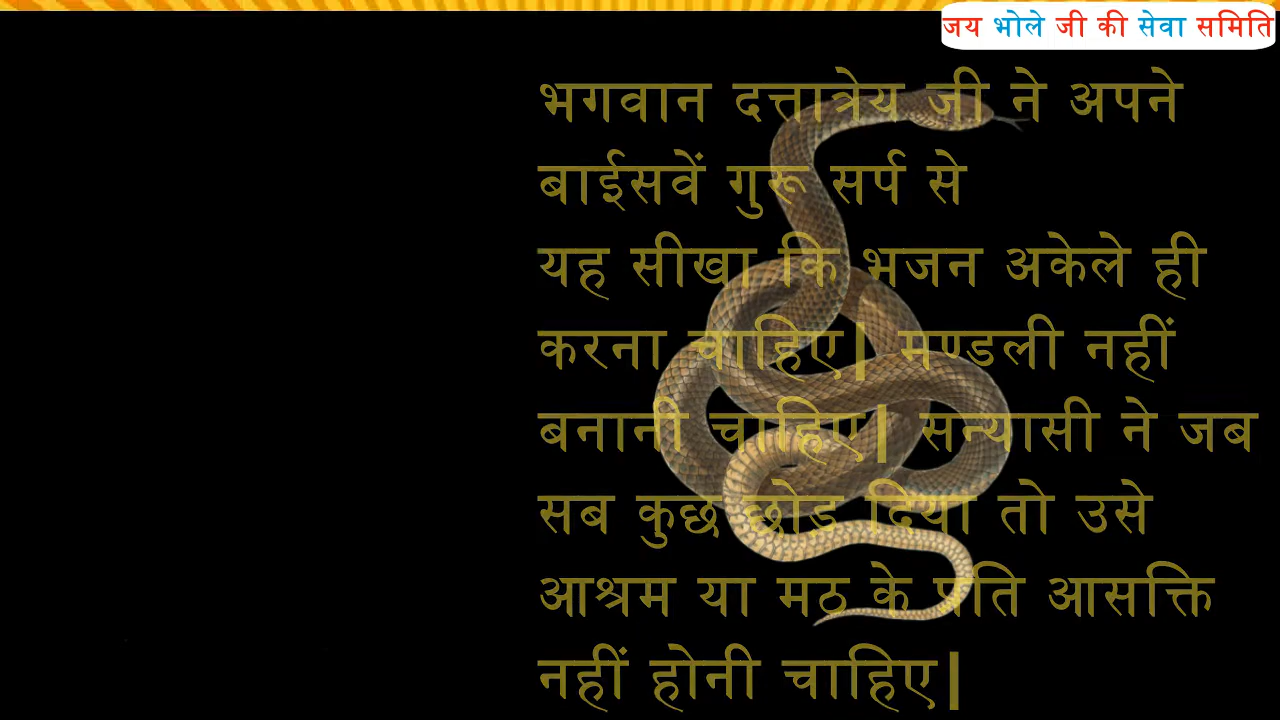 जय भोले जी की सेवा समिति
भगवान दत्तात्रेय जी ने अपने
बाईसवें गुरू सर्प से
यह सीखा कि भजन अकेले ही
करना चाहिए| मण्डली नहीं
बनानी चाहिए| सन्यासी ने जब
सब कुछ छोड़ दिया तो उसे
आश्रम या मठ के प्रति आसक्ति
नहीं होनी चाहिए|